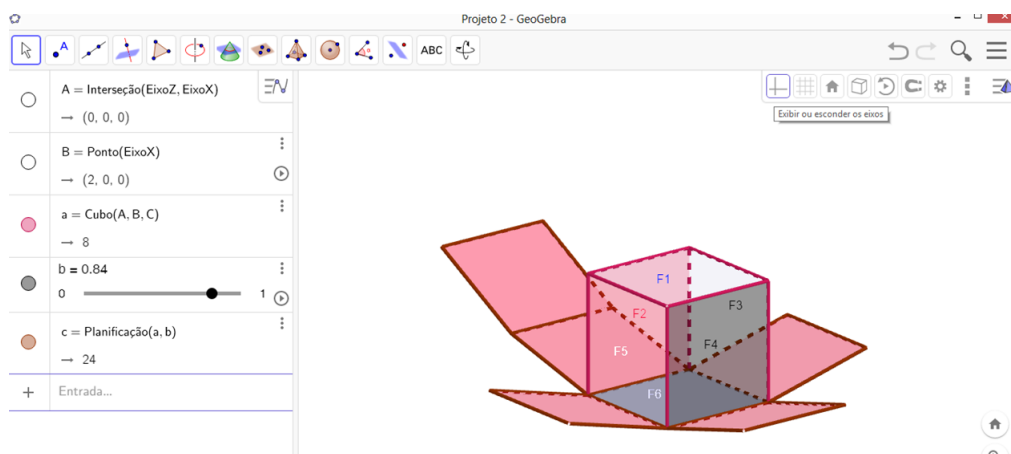 Projeto 2 - GeoGebra
ABC
A = Interseção(EixoZ, EixoX)
→ (0, 0, 0)
B = Ponto(EixoX)
→ (2, 0, 0)
a = Cubo(A, B, C)
→ 8
b = 0.84
0 1
c = Planificação(a, b)
→ 24
+ Entrada...
Exibir ou esconder os eixos
F1
F2
F3
F4
F5
F6